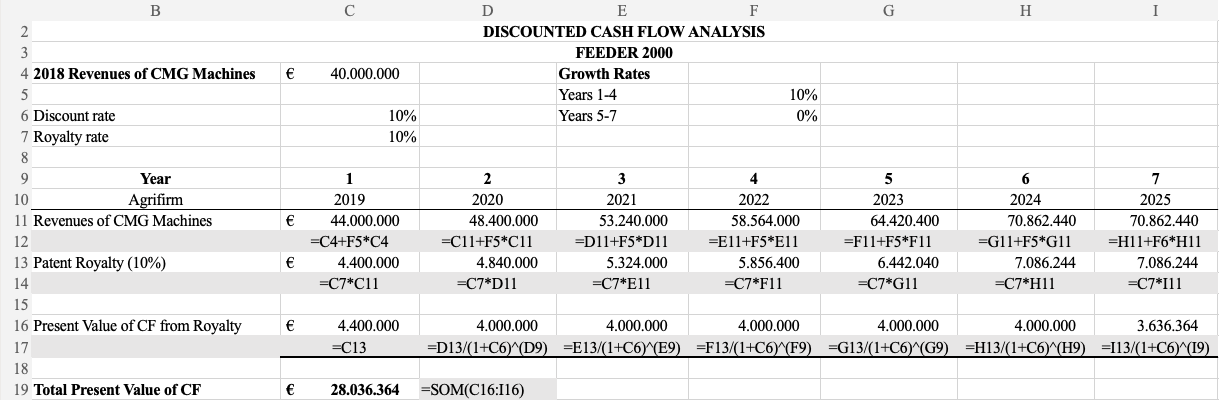 B C D E F G H I
2 DISCOUNTED CASH FLOW ANALYSIS
3 FEEDER 2000
4 2018 Revenues of CMG Machines € 40.000.000 Growth Rates
5 Years 1-4 10%
6 Discount rate 10% Years 5-7 0%
7 Royalty rate 10%
8
9 Year 1 2 3 4 5 6 7
10 Agrifirm 2019 2020 2021 2022 2023 2024 2025
11 Revenues of CMG Machines € 44.000.000 48.400.000 53.240.000 58.564.000 64.420.400 70.862.440 70.862.440
12 =C4+F5*C4 =C11+F5*C11 =D11+F5*D11 =E11+F5*E11 =F11+F5*F11 =G11+F5*G11 =H11+F6*H11
13 Patent Royalty (10%) € 4.400.000 4.840.000 5.324.000 5.856.400 6.442.040 7.086.244 7.086.244
14 =C7*C11 =C7*D11 =C7*E11 =C7*F11 =C7*G11 =C7*H11 =C7*I11
15
16 Present Value of CF from Royalty € 4.400.000 4.000.000 4.000.000 4.000.000 4.000.000 4.000.000 3.636.364
17 =C13 =D13/(1+C6)^(D9) =E13/(1+C6)^(E9) =F13/(1+C6)^(F9) =G13/(1+C6)^(G9) =H13/(1+C6)^(H9) =I13/(1+C6)^(I9)
18
19 Total Present Value of CF € 28.036.364 =SOM(C16:I16)